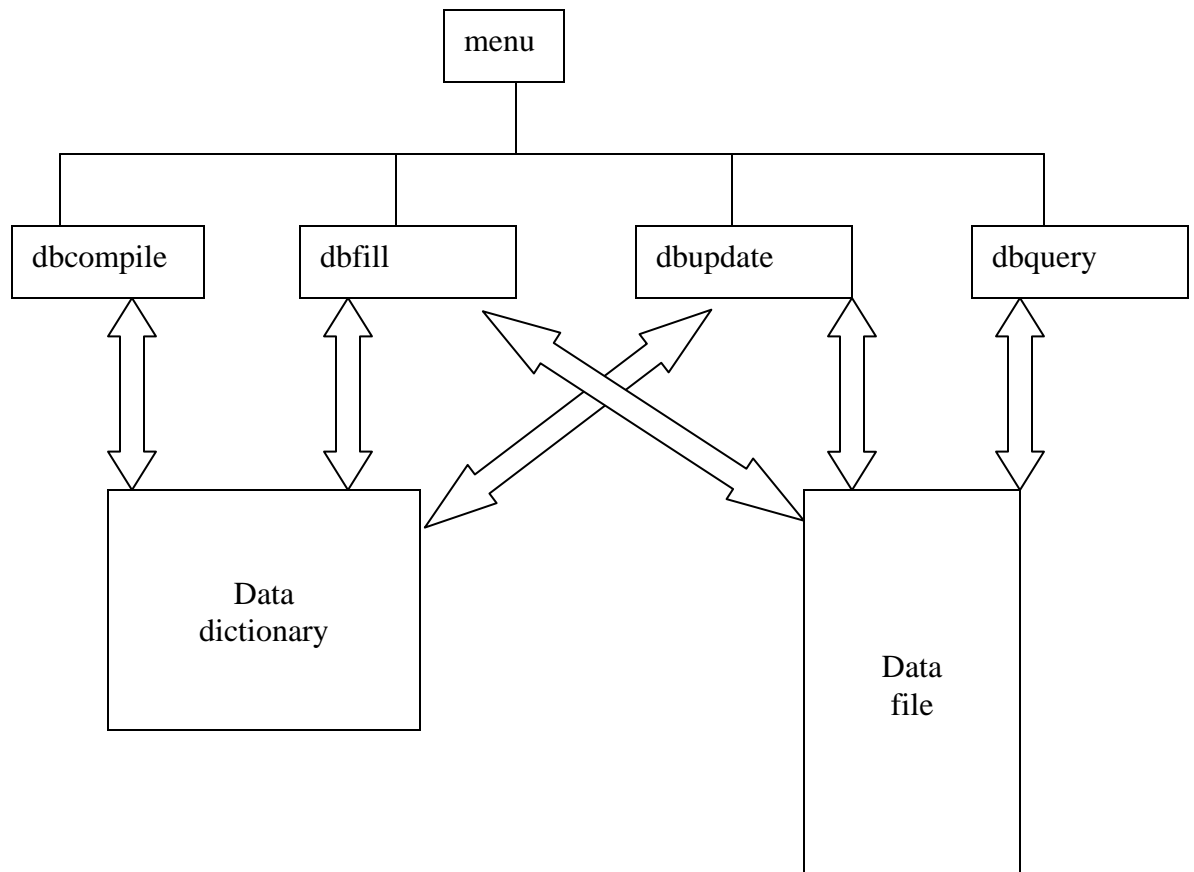 menu
dbcompile
dbfill
dbupdate
dbquery
Data
dictionary
Data
file